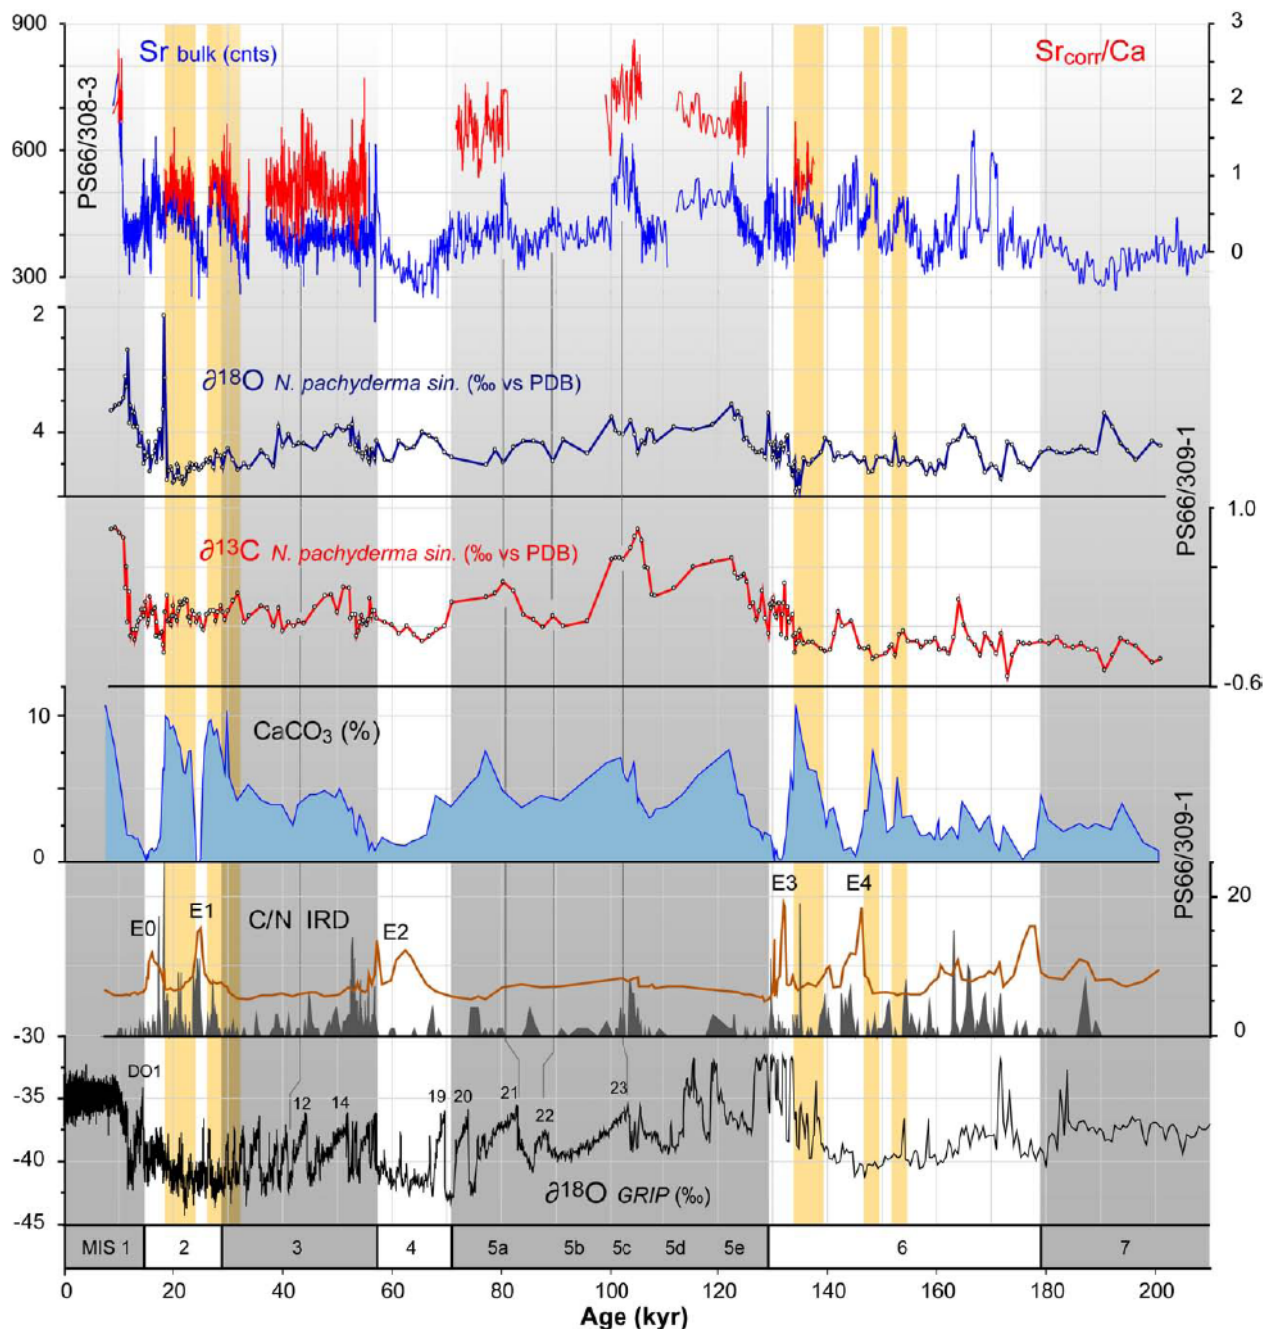 900
600
300
Sr bulk (cnts)
Sr_corr/Ca
3
2
1
0
PS66/308-3
2
4
∂18O N. pachyderma sin. (‰ vs PDB)
PS66/309-1
∂13C N. pachyderma sin. (‰ vs PDB)
1.0
-0.6
10
0
CaCO3 (%)
PS66/309-1
E0
E1
C/N IRD
E2
E3
E4
20
10
0
-30
-35
-40
-45
DO1
12
14
19
20
21
22
23
∂18O GRIP (‰)
MIS 1
2
3
4
5a
5b
5c
5d
5e
6
7
0
20
40
60
80
100
120
140
160
180
200
Age (kyr)